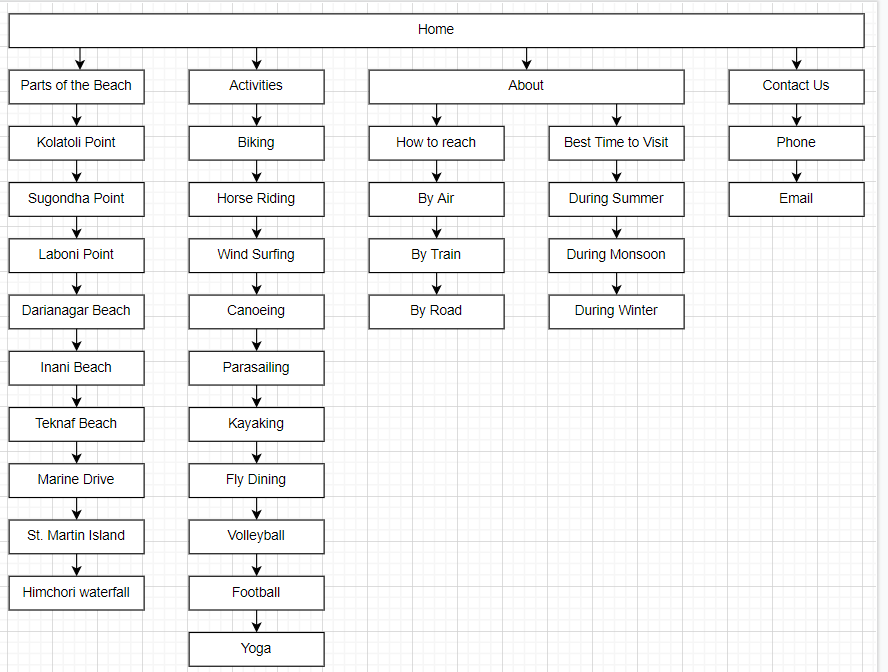 Home
Parts of the Beach
Activities
About
Contact Us
Kolatoli Point
Biking
How to reach
Best Time to Visit
Phone
Sugondha Point
Horse Riding
By Air
During Summer
Email
Laboni Point
Wind Surfing
By Train
During Monsoon
Darianagar Beach
Canoeing
By Road
During Winter
Inani Beach
Parasailing
Teknaf Beach
Kayaking
Marine Drive
Fly Dining
St. Martin Island
Volleyball
Himchori waterfall
Football
Yoga